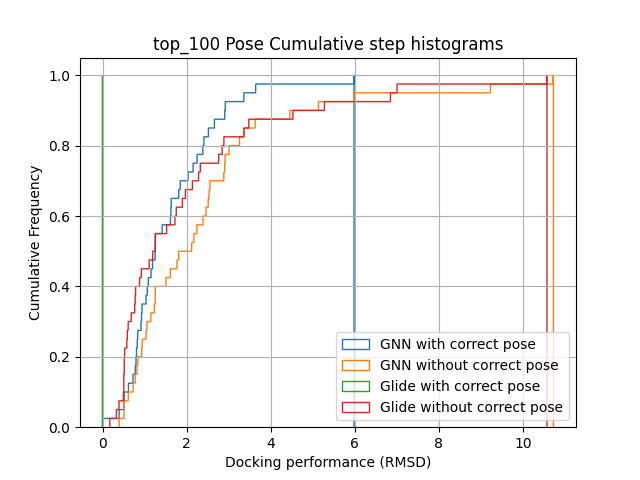 top_100 Pose Cumulative step histograms
1.0
0.8
0.6
0.4
0.2
0.0
Cumulative Frequency
0
2
4
6
8
10
Docking performance (RMSD)
GNN with correct pose
GNN without correct pose
Glide with correct pose
Glide without correct pose